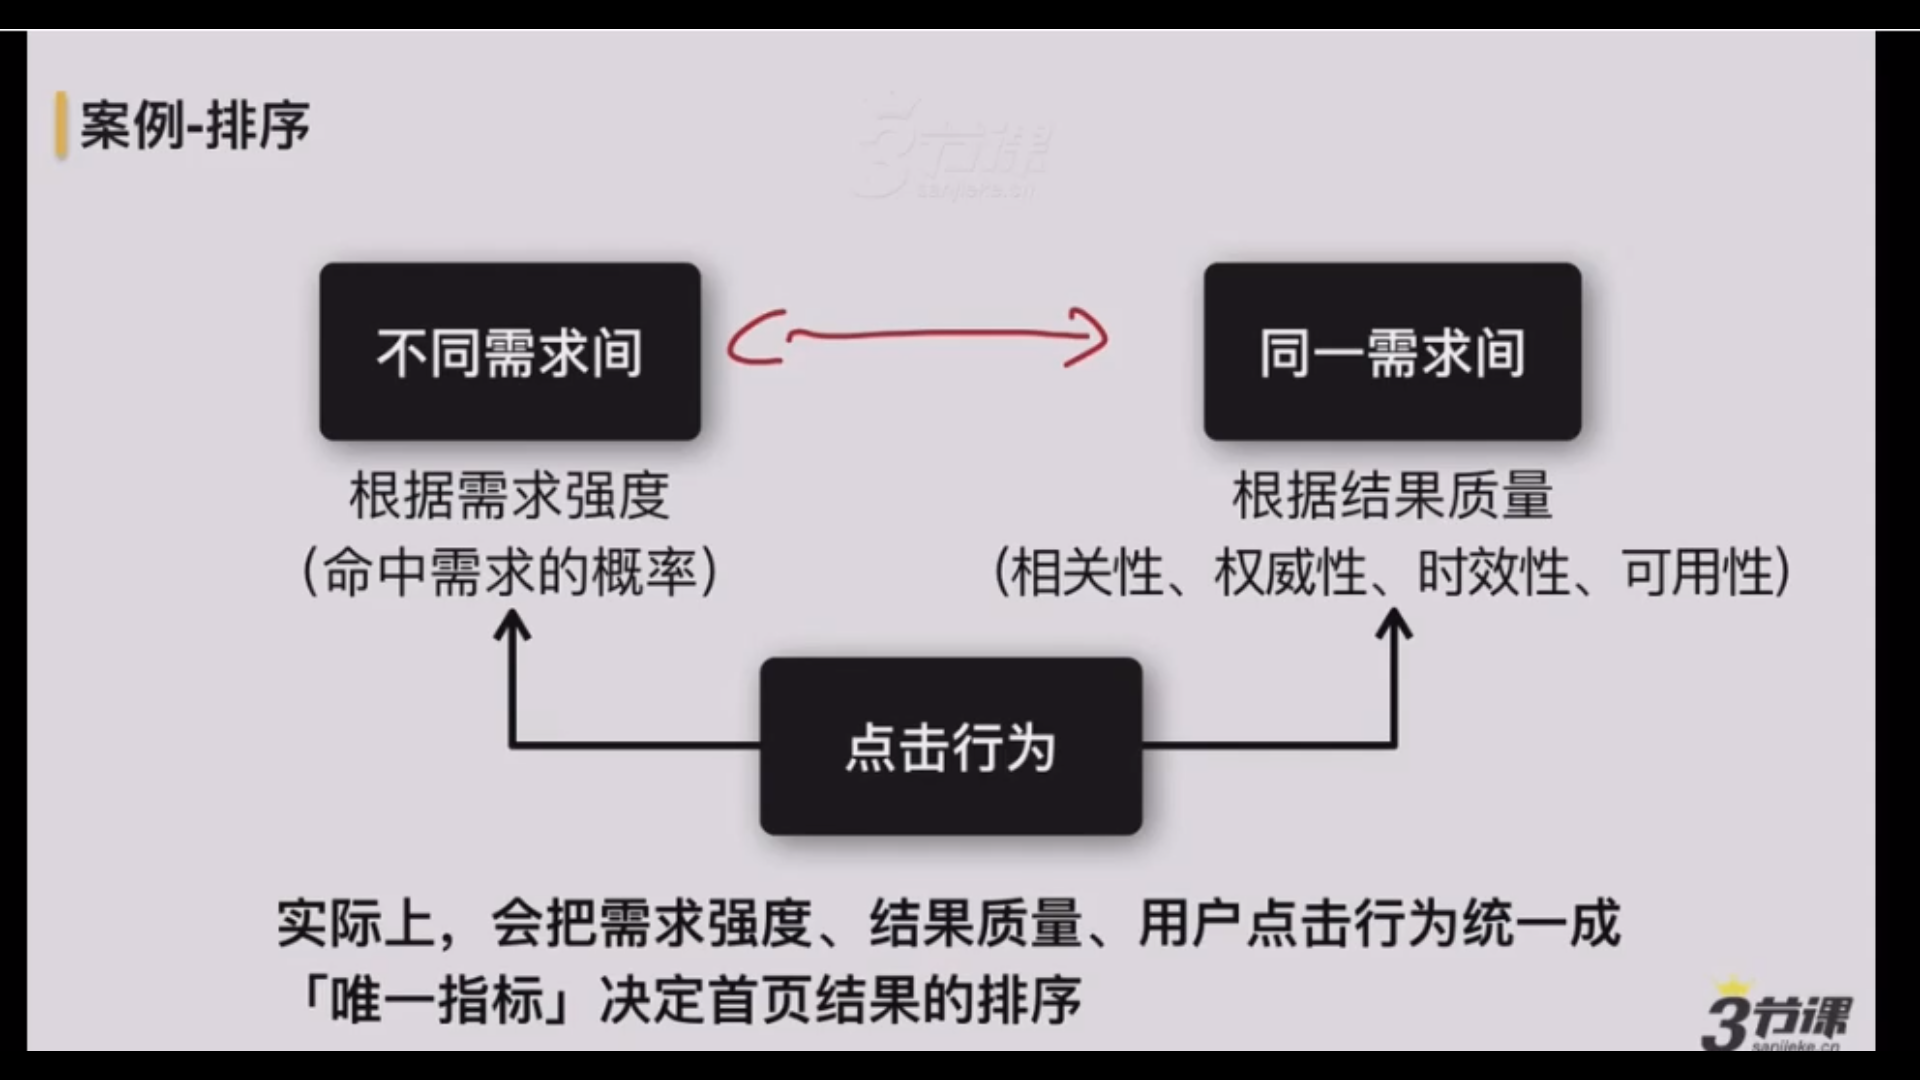 案例-排序
3节课
sanjieke.cn
不同需求间
同一需求间
根据需求强度
(命中需求的概率)
根据结果质量
(相关性、权威性、时效性、可用性)
点击行为
实际上，会把需求强度、结果质量、用户点击行为统一成
「唯一指标」决定首页结果的排序
3节课
sanjieke.cn